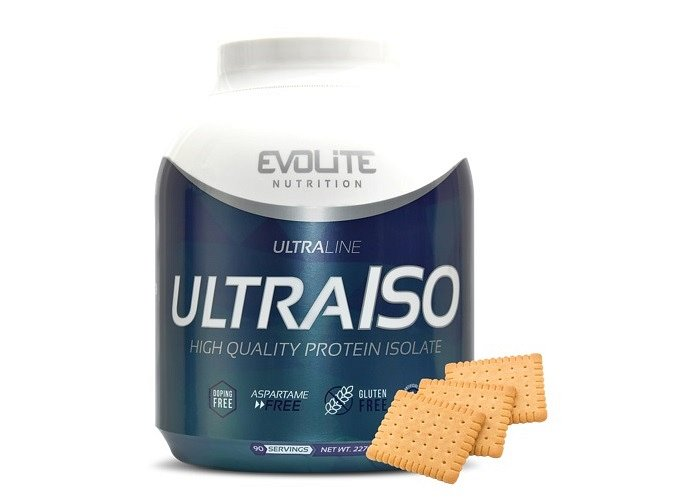 EVOLITE
NUTRITION
ULTRALINE
ULTRAISO
HIGH QUALITY PROTEIN ISOLATE
DOPING
FREE
ASPARTAME
FREE
GLUTEN
FREE
90 SERVINGS
NET WT.